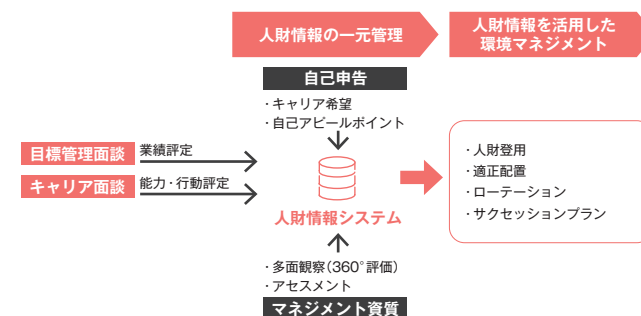 人財情報の一元管理
人財情報を活用した
環境マネジメント
自己申告
・キャリア希望
・自己アピールポイント
目標管理面談
業績評定
キャリア面談
能力・行動評定
人財情報システム
・人財登用
・適正配置
・ローテーション
・サクセッションプラン
・多面観察(360°評価)
・アセスメント
マネジメント資質